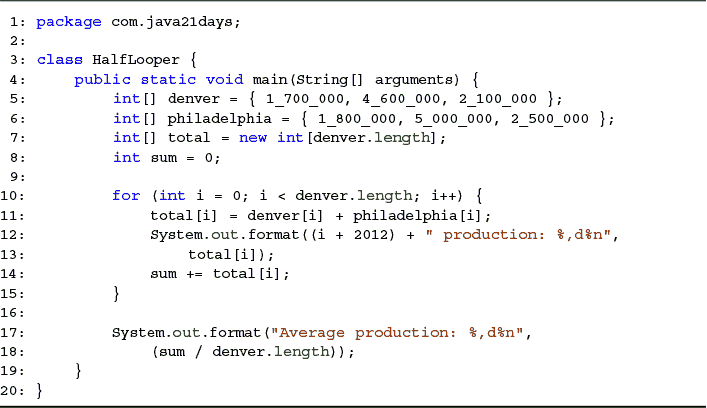 1: package com.java21days;
2:
3: class HalfLooper {
4:     public static void main(String[] arguments) {
5:         int[] denver = { 1_700_000, 4_600_000, 2_100_000 };
6:         int[] philadelphia = { 1_800_000, 5_000_000, 2_500_000 };
7:         int[] total = new int[denver.length];
8:         int sum = 0;
9:
10:         for (int i = 0; i < denver.length; i++) {
11:             total[i] = denver[i] + philadelphia[i];
12:             System.out.format((i + 2012) + " production: %,d%n",
13:                 total[i]);
14:             sum += total[i];
15:         }
16:
17:         System.out.format("Average production: %,d%n",
18:             (sum / denver.length));
19:     }
20: }